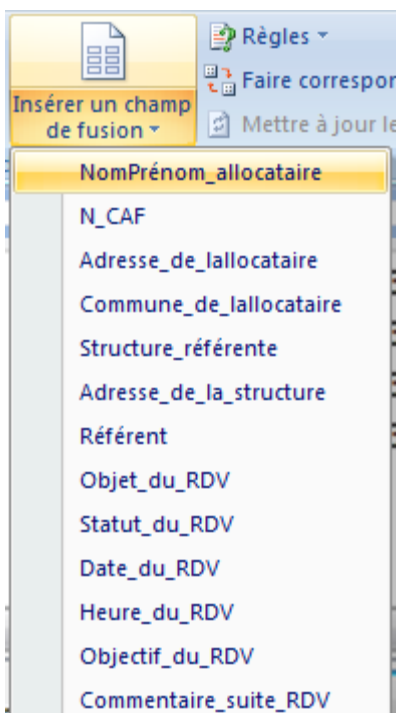 Règles
Faire correspor
Mettre à jour le
Insérer un champ
de fusion
NomPrénom_allocataire
N_CAF
Adresse_de_lallocataire
Commune_de_lallocataire
Structure_référente
Adresse_de_la_structure
Référent
Objet_du_RDV
Statut_du_RDV
Date_du_RDV
Heure_du_RDV
Objectif_du_RDV
Commentaire_suite_RDV